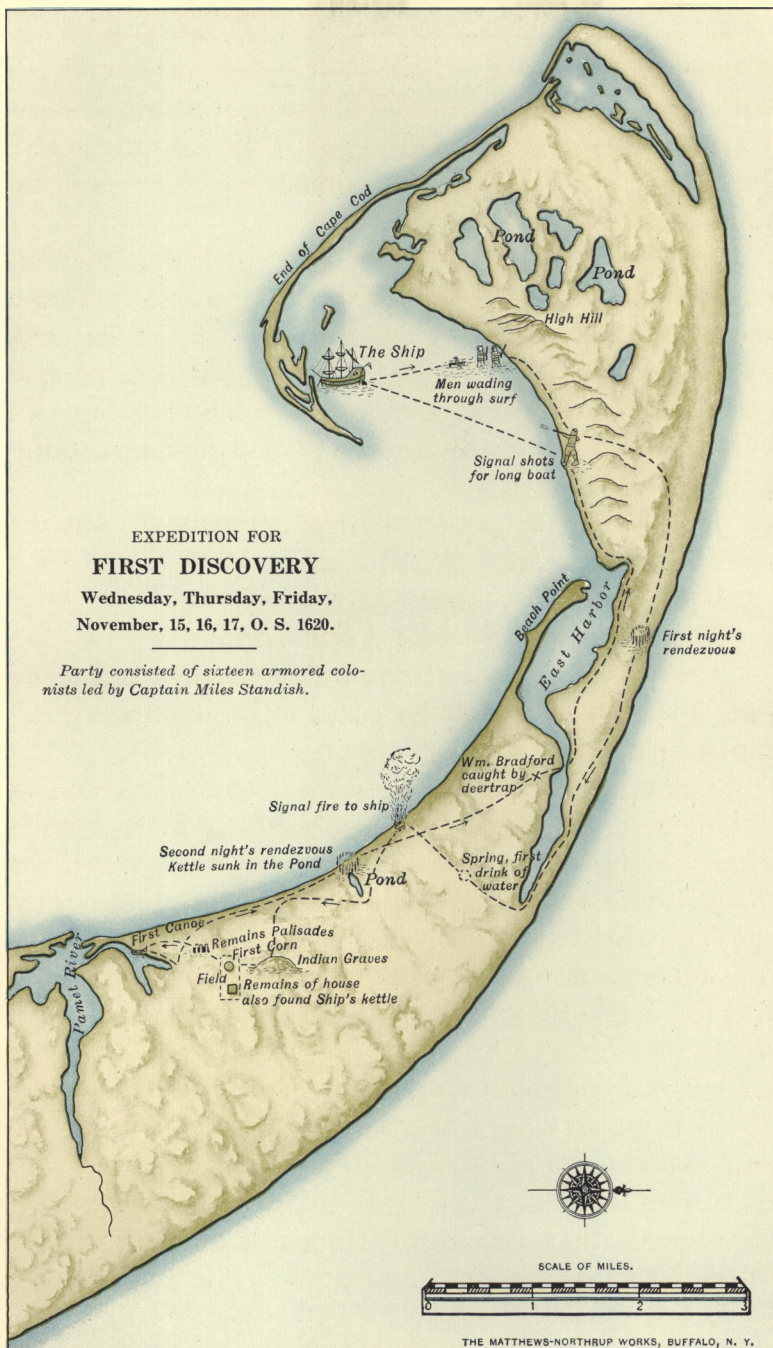 Pond
Pond
End of Cape Cod
High Hill
The Ship
Men wading
through surf
Signal shots
for long boat
EXPEDITION FOR
FIRST DISCOVERY
Wednesday, Thursday, Friday,
November, 15, 16, 17, O. S. 1620.
Party consisted of sixteen armored colo-
nists led by Captain Miles Standish.
Beach Point
East Harbor
First night's
rendezvous
Wm. Bradford
caught by
deertrap
Signal fire to ship
Second night's rendezvous
Kettle sunk in the Pond
Pond
Spring, first
drink of
water
First Canoe
Remains Palisades
First Corn
Indian Graves
Field
Remains of house
also found Ship's kettle
Pamet River
SCALE OF MILES.
0 1 2 3
THE MATTHEWS-NORTHRUP WORKS, BUFFALO, N. Y.